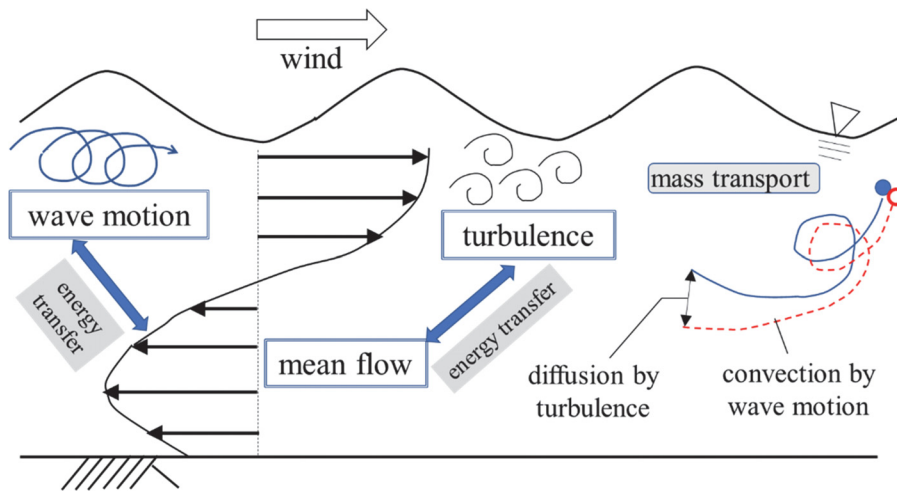 wind
wave motion
energy
transfer
turbulence
energy transfer
mean flow
mass transport
diffusion by
turbulence
convection by
wave motion